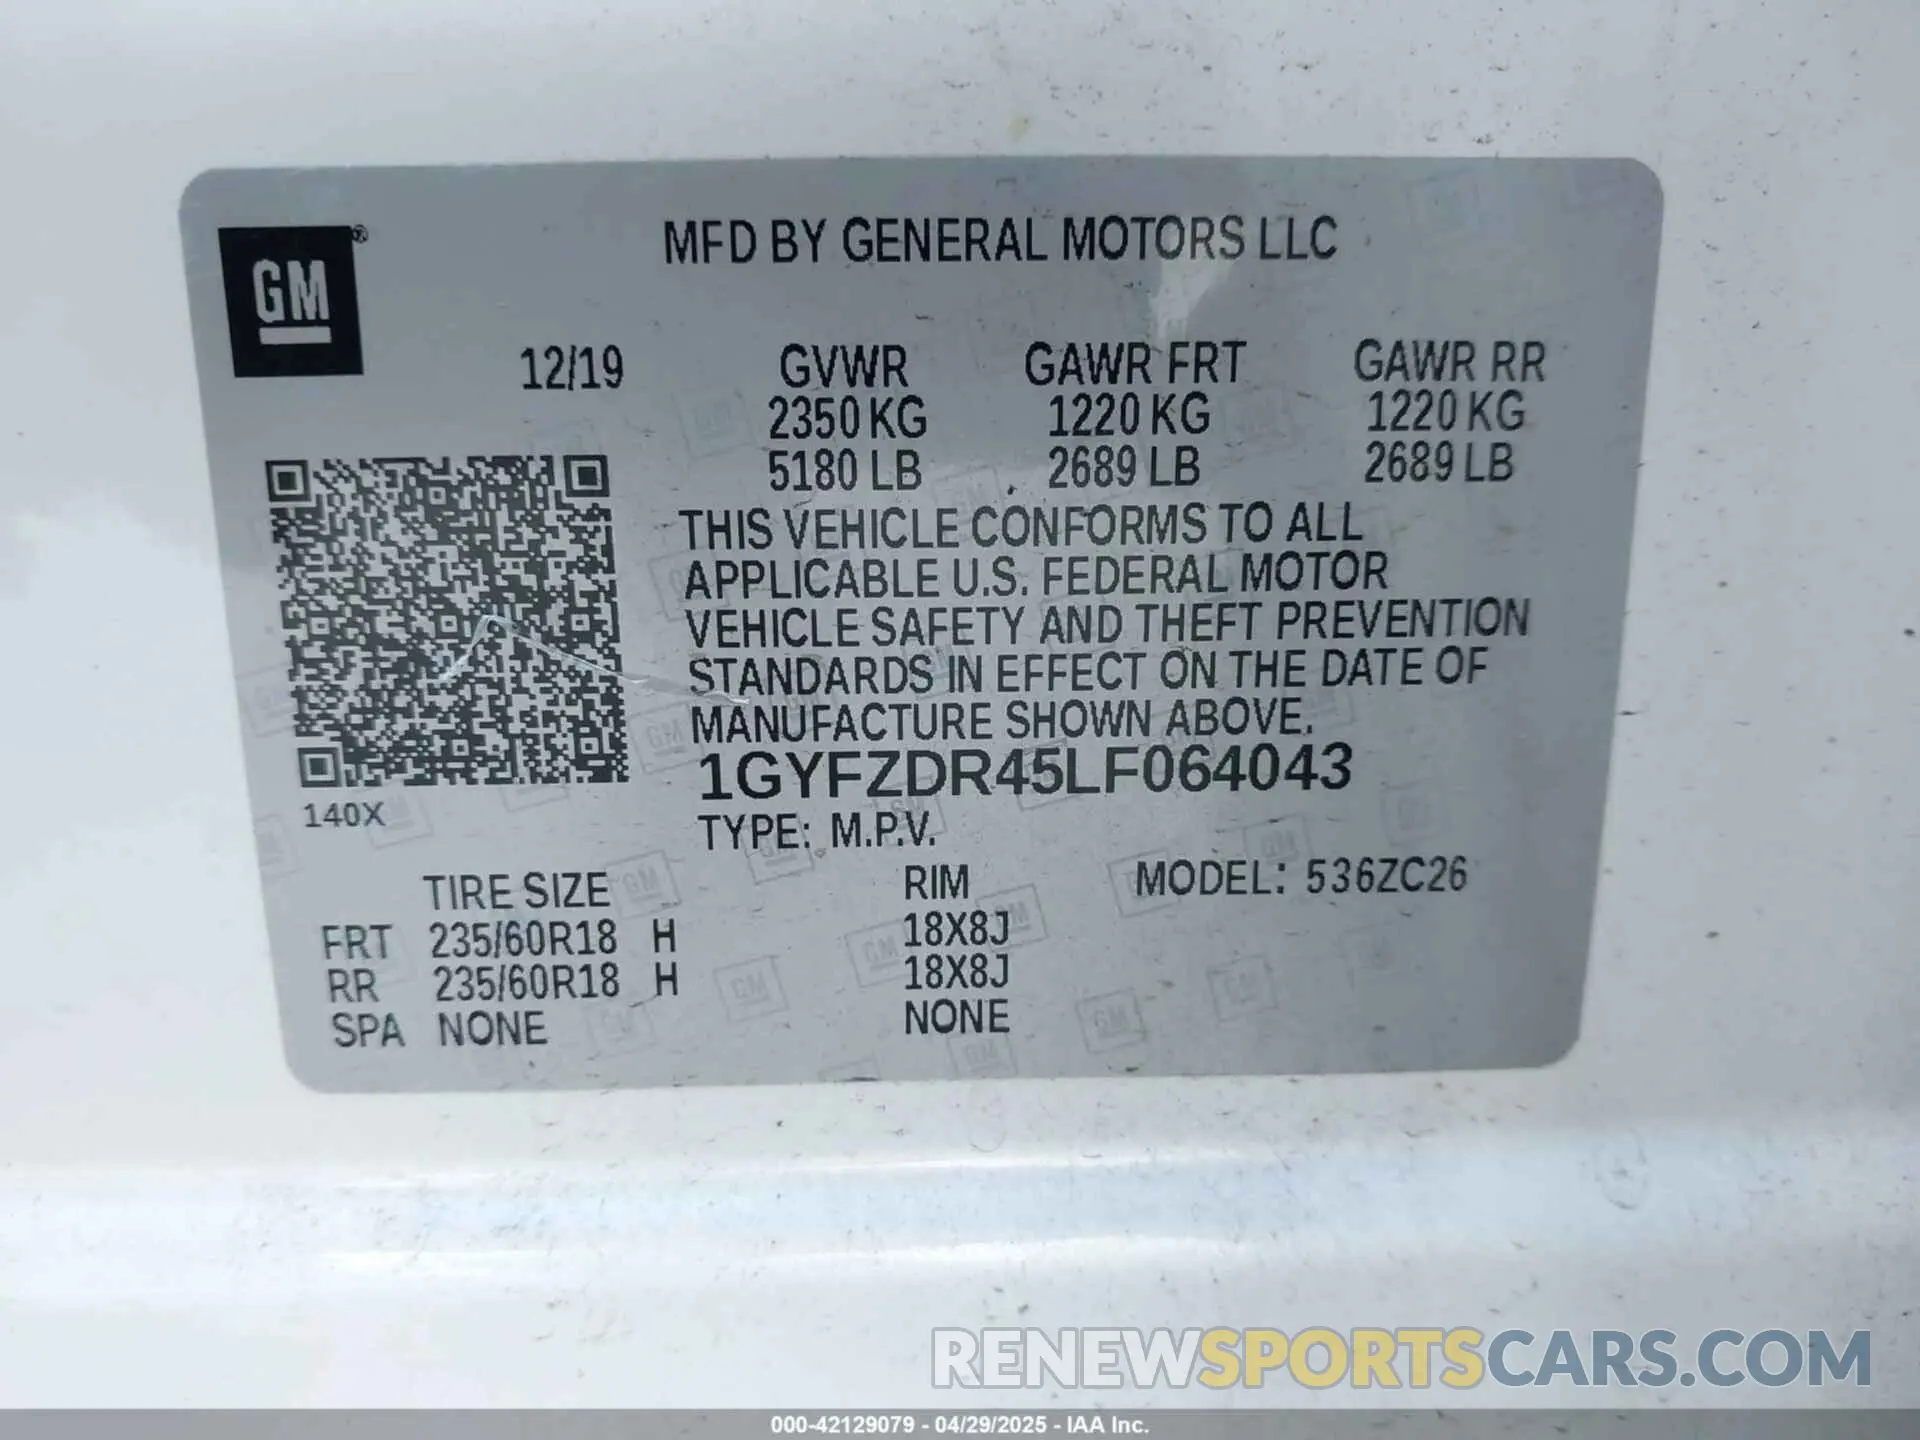 GM®
MFD BY GENERAL MOTORS LLC
12/19 GVWR GAWR FRT GAWR RR
2350 KG 1220 KG 1220 KG
5180 LB 2689 LB 2689 LB
THIS VEHICLE CONFORMS TO ALL
APPLICABLE U.S. FEDERAL MOTOR
VEHICLE SAFETY AND THEFT PREVENTION
STANDARDS IN EFFECT ON THE DATE OF
MANUFACTURE SHOWN ABOVE.
1GYFZDR45LF064043
140X
TYPE: M.P.V.
TIRE SIZE RIM MODEL: 536ZC26
FRT 235/60R18 H 18X8J
RR 235/60R18 H 18X8J
SPA NONE NONE
RENEWSPORTSCARS.COM
000-42129079 - 04/29/2025 - IAA Inc.